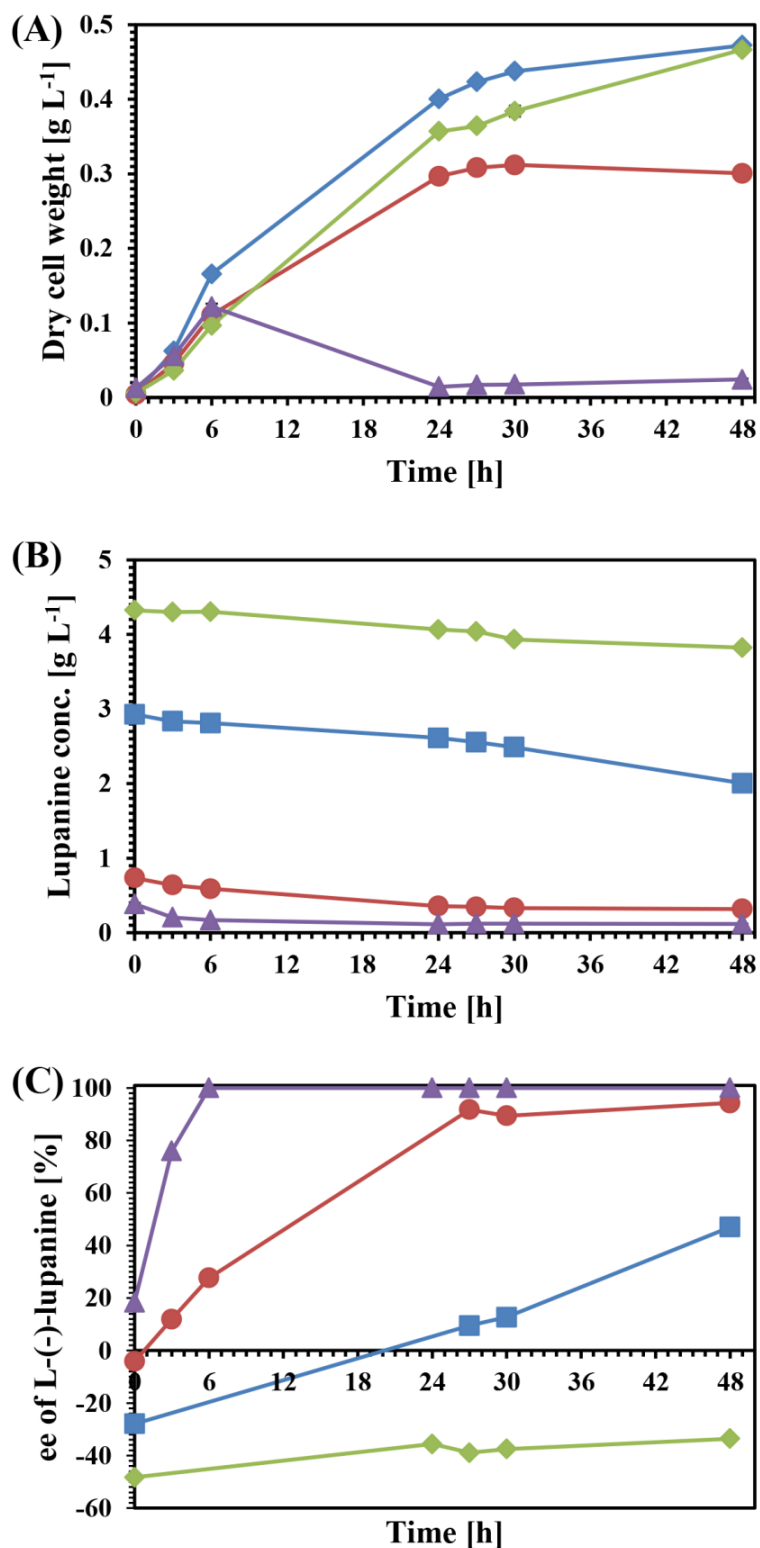 (A)
Dry cell weight [g L-1]
0.5
0.4
0.3
0.2
0.1
0
0 6 12 18 24 30 36 42 48
Time [h]
(B)
Lupanine conc. [g L-1]
5
4
3
2
1
0
0 6 12 18 24 30 36 42 48
Time [h]
(C)
ee of L-(-)-lupanine [%]
100
80
60
40
20
0
-20
-40
-60
0 6 12 18 24 30 36 42 48
Time [h]